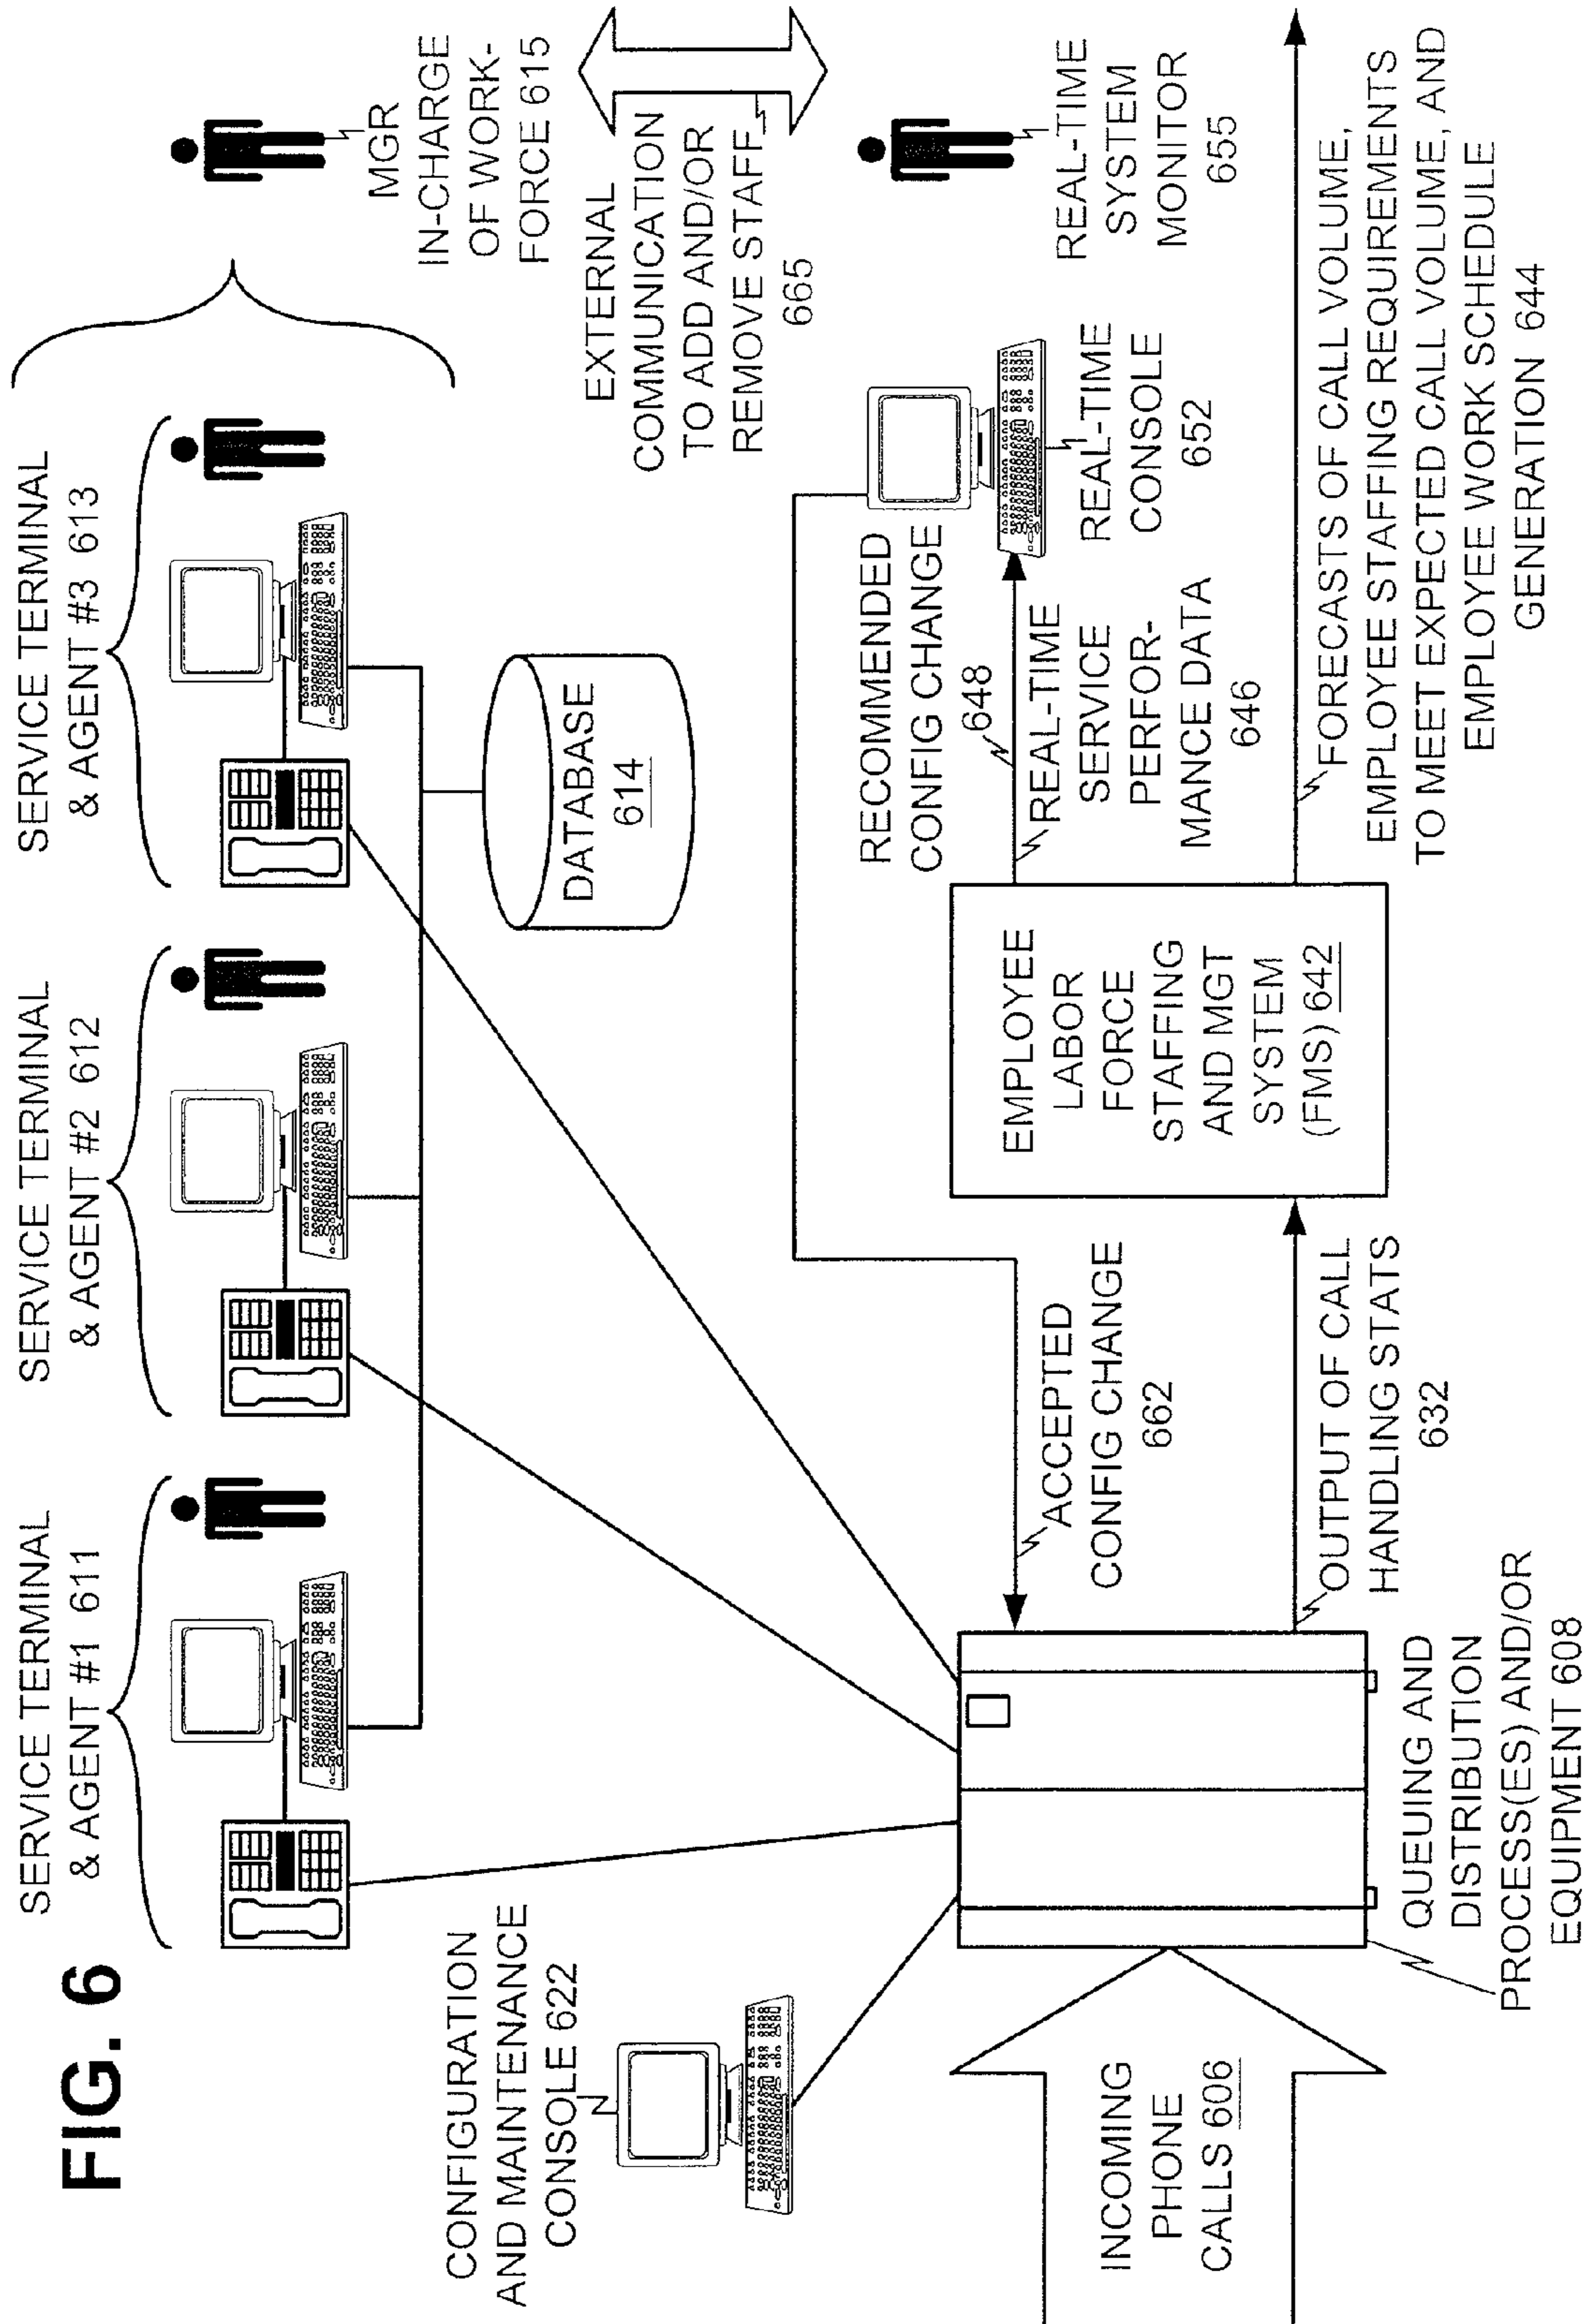 FIG. 6
SERVICE TERMINAL
& AGENT #1 611
SERVICE TERMINAL
& AGENT #2 612
SERVICE TERMINAL
& AGENT #3 613
MGR
IN-CHARGE
OF WORK-
FORCE 615
CONFIGURATION
AND MAINTENANCE
CONSOLE 622
DATABASE
614
EXTERNAL
COMMUNICATION
TO ADD AND/OR
REMOVE STAFF
665
RECOMMENDED
CONFIG CHANGE
648
REAL-TIME
SERVICE
PERFOR-
MANCE DATA
646
REAL-TIME
CONSOLE
652
REAL-TIME
SYSTEM
MONITOR
655
ACCEPTED
CONFIG CHANGE
662
INCOMING
PHONE
CALLS 606
QUEUING AND
DISTRIBUTION
PROCESS(ES) AND/OR
EQUIPMENT 608
OUTPUT OF CALL
HANDLING STATS
632
EMPLOYEE
LABOR
FORCE
STAFFING
AND MGT
SYSTEM
(FMS) 642
FORECASTS OF CALL VOLUME,
EMPLOYEE STAFFING REQUIREMENTS
TO MEET EXPECTED CALL VOLUME, AND
EMPLOYEE WORK SCHEDULE
GENERATION 644